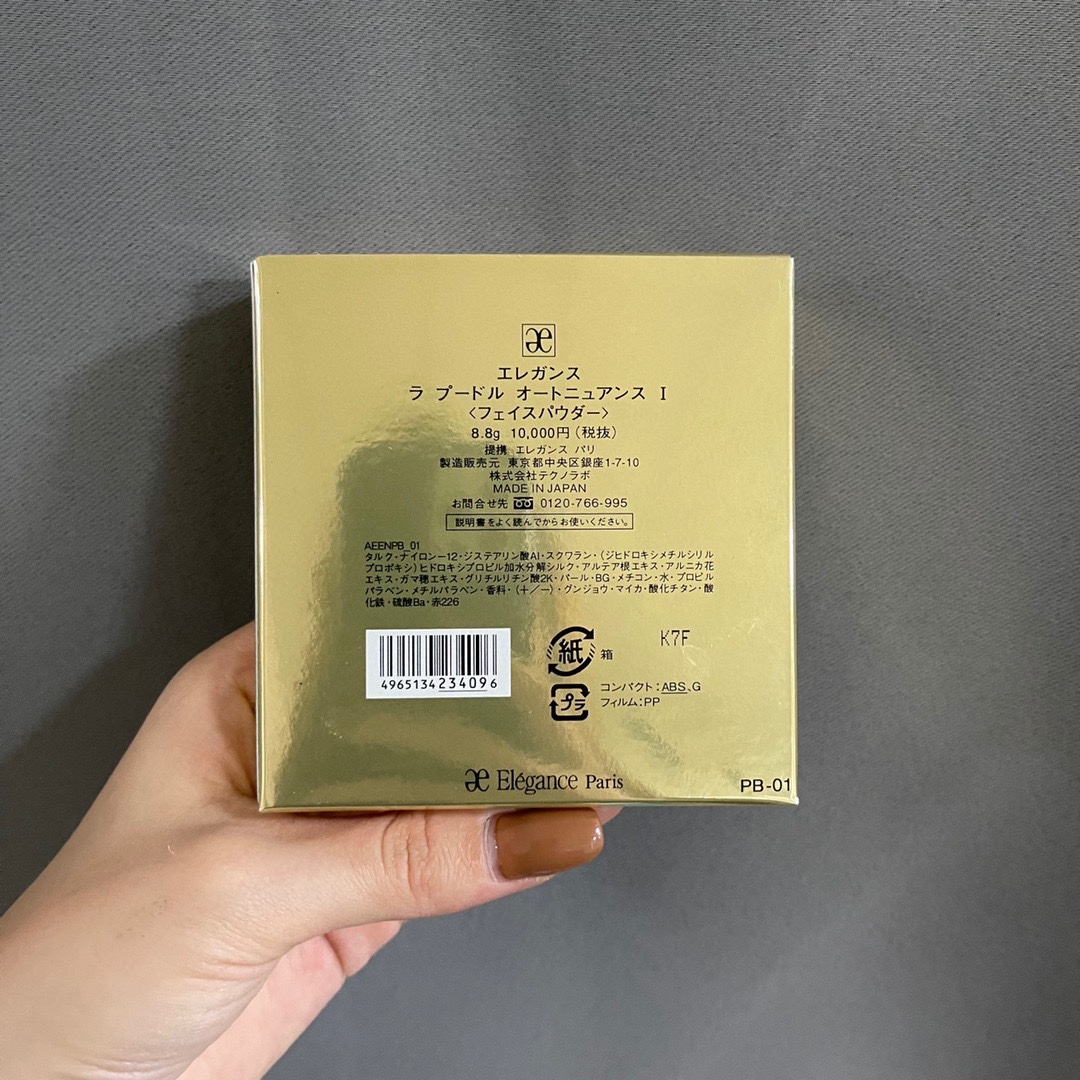 æ
エレガンス
ラ プードル オートニュアンス I
〈フェイスパウダー〉
8.8g 10,000円(税抜)
提携 エレガンス パリ
製造販売元 東京都中央区銀座1-7-10
株式会社テクノラボ
MADE IN JAPAN
お問合せ先 0120-766-995
説明書をよく読んでからお使いください。
AEENPB_01
タルク・ナイロン-12・ジステアリン酸Al・スクワラン・(ジヒドロキシメチルシリル
プロポキシ)ヒドロキシプロピル加水分解シルク・アルテア根エキス・アルニカ花
エキス・ガマ穂エキス・グリチルリチン酸2K・パール・BG・メチコン・水・プロピル
パラベン・メチルパラベン・香料・(+/-)・グンジョウ・マイカ・酸化チタン・酸
化鉄・硫酸Ba・赤226
4965134234096
紙 箱
K7F
プラ
コンパクト:ABS、G
フィルム:PP
æ Elégance Paris
PB-01